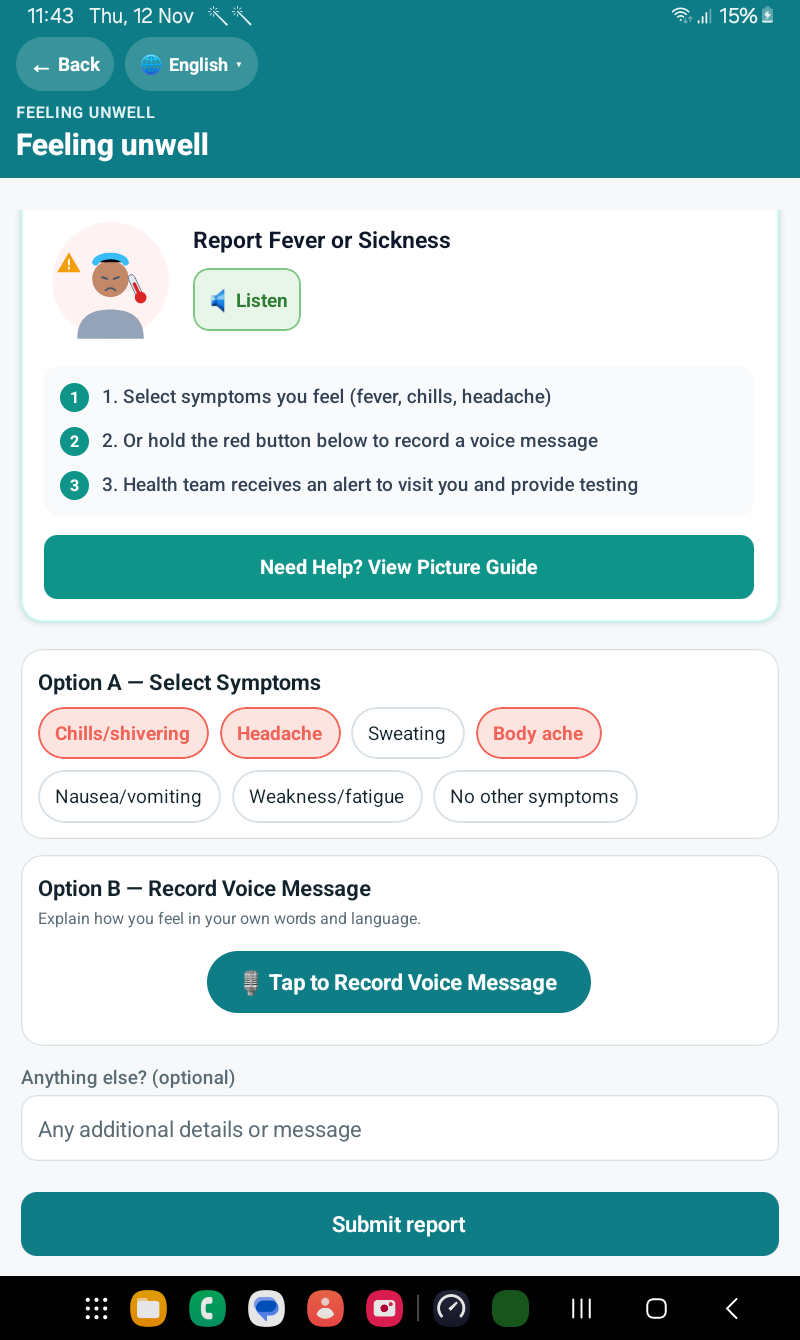 11:43 Thu, 12 Nov 15%
← Back English
FEELING UNWELL
Feeling unwell
Report Fever or Sickness
Listen
1 1. Select symptoms you feel (fever, chills, headache)
2 2. Or hold the red button below to record a voice message
3 3. Health team receives an alert to visit you and provide testing
Need Help? View Picture Guide
Option A — Select Symptoms
Chills/shivering Headache Sweating Body ache
Nausea/vomiting Weakness/fatigue No other symptoms
Option B — Record Voice Message
Explain how you feel in your own words and language.
Tap to Record Voice Message
Anything else? (optional)
Any additional details or message
Submit report